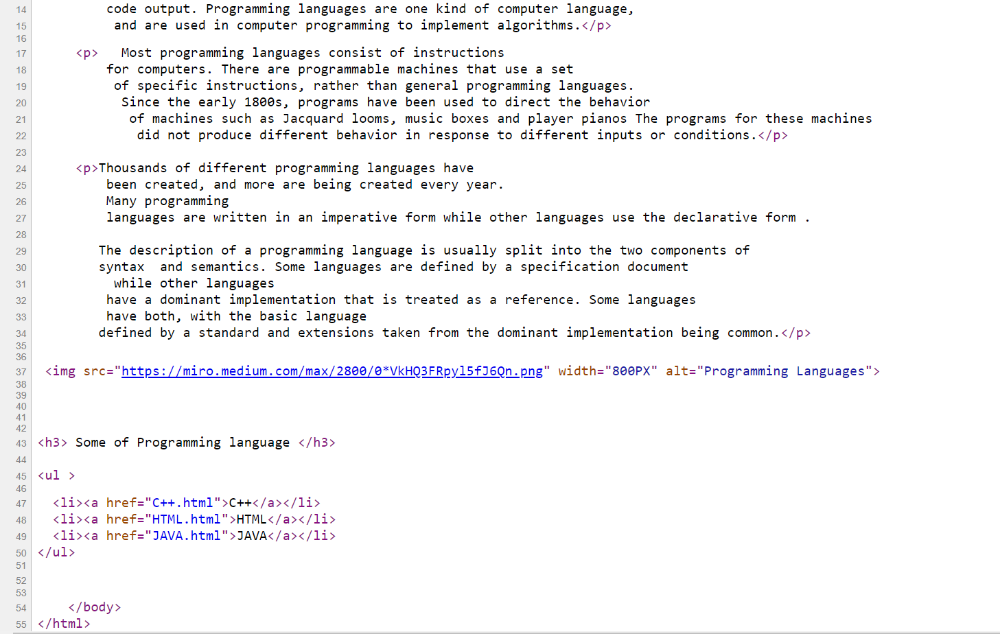 14 code output. Programming languages are one kind of computer language,
15 and are used in computer programming to implement algorithms.</p>
16
17 <p> Most programming languages consist of instructions
18 for computers. There are programmable machines that use a set
19 of specific instructions, rather than general programming languages.
20 Since the early 1800s, programs have been used to direct the behavior
21 of machines such as Jacquard looms, music boxes and player pianos The programs for these machines
22 did not produce different behavior in response to different inputs or conditions.</p>
23
24 <p>Thousands of different programming languages have
25 been created, and more are being created every year.
26 Many programming
27 languages are written in an imperative form while other languages use the declarative form .
28
29 The description of a programming language is usually split into the two components of
30 syntax  and semantics. Some languages are defined by a specification document
31 while other languages
32 have a dominant implementation that is treated as a reference. Some languages
33 have both, with the basic language
34 defined by a standard and extensions taken from the dominant implementation being common.</p>
35
36
37 <img src="https://miro.medium.com/max/2800/0*VkHQ3FRpyl5fJ6Qn.png" width="800PX" alt="Programming Languages">
38
39
40
41
42
43 <h3> Some of Programming language </h3>
44
45 <ul >
46
47 <li><a href="C++.html">C++</a></li>
48 <li><a href="HTML.html">HTML</a></li>
49 <li><a href="JAVA.html">JAVA</a></li>
50 </ul>
51
52
53
54 </body>
55 </html>